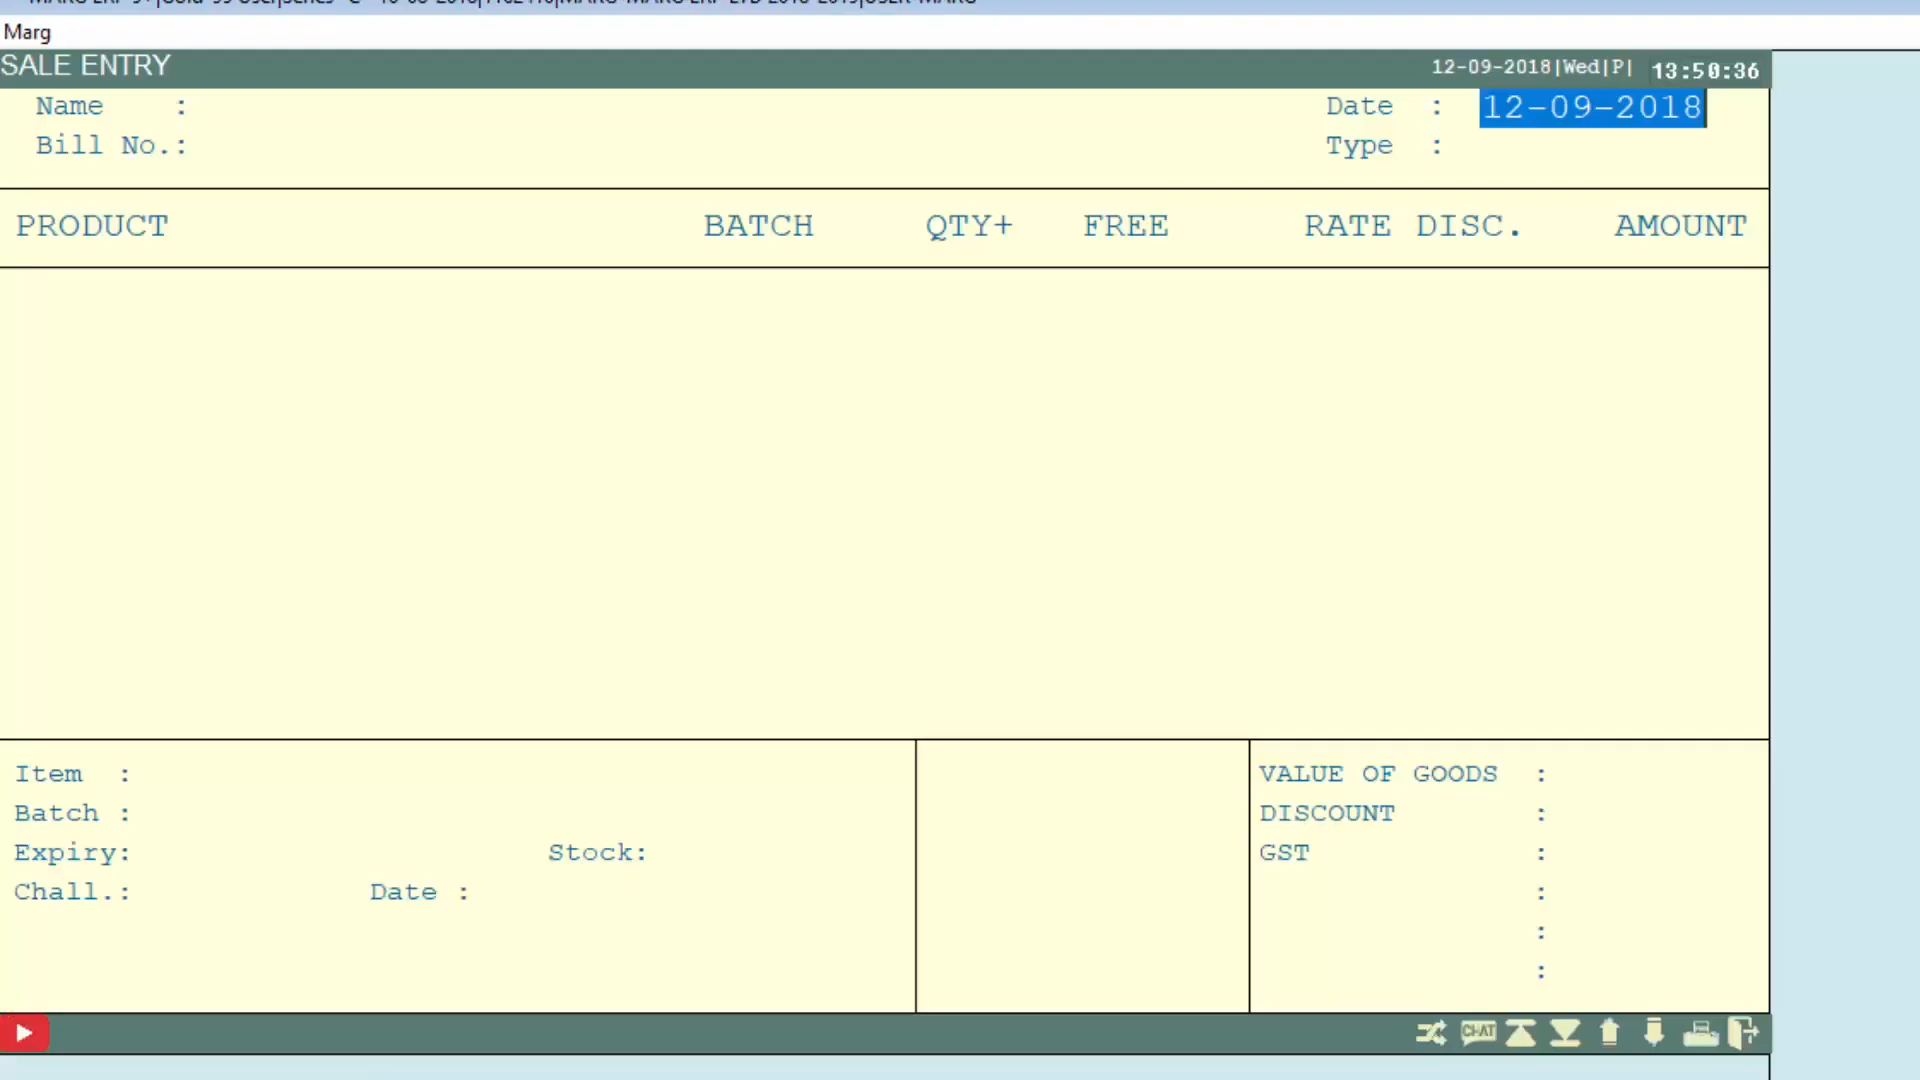 Marg
SALE ENTRY 12-09-2018|Wed|P| 13:50:36
Name : Date : 12-09-2018
Bill No.: Type :
PRODUCT BATCH QTY+ FREE RATE DISC. AMOUNT
Item : VALUE OF GOODS :
Batch : DISCOUNT :
Expiry: Stock: GST :
Chall.: Date : :
:
:
CHAT